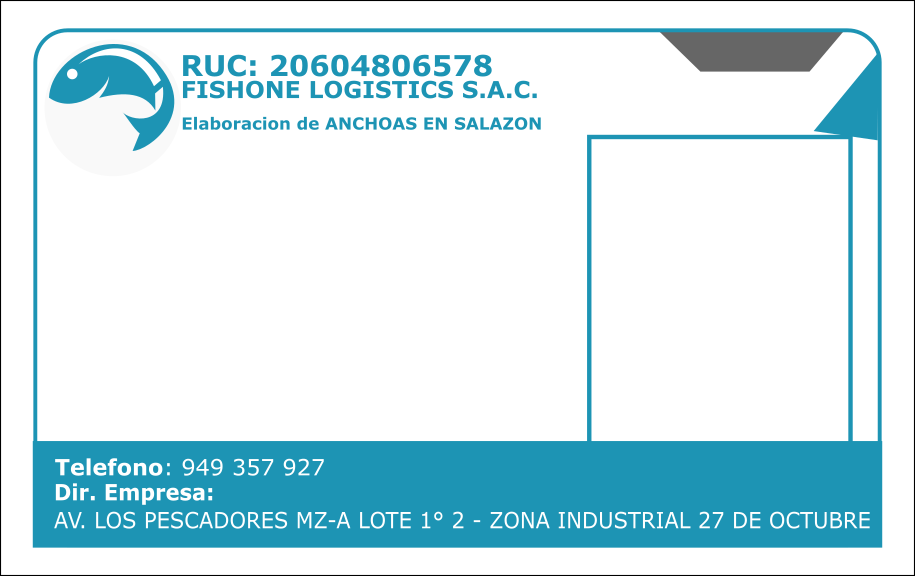 RUC: 20604806578
FISHONE LOGISTICS S.A.C.
Elaboracion de ANCHOAS EN SALAZON
Telefono: 949 357 927
Dir. Empresa:
AV. LOS PESCADORES MZ-A LOTE 1° 2 - ZONA INDUSTRIAL 27 DE OCTUBRE